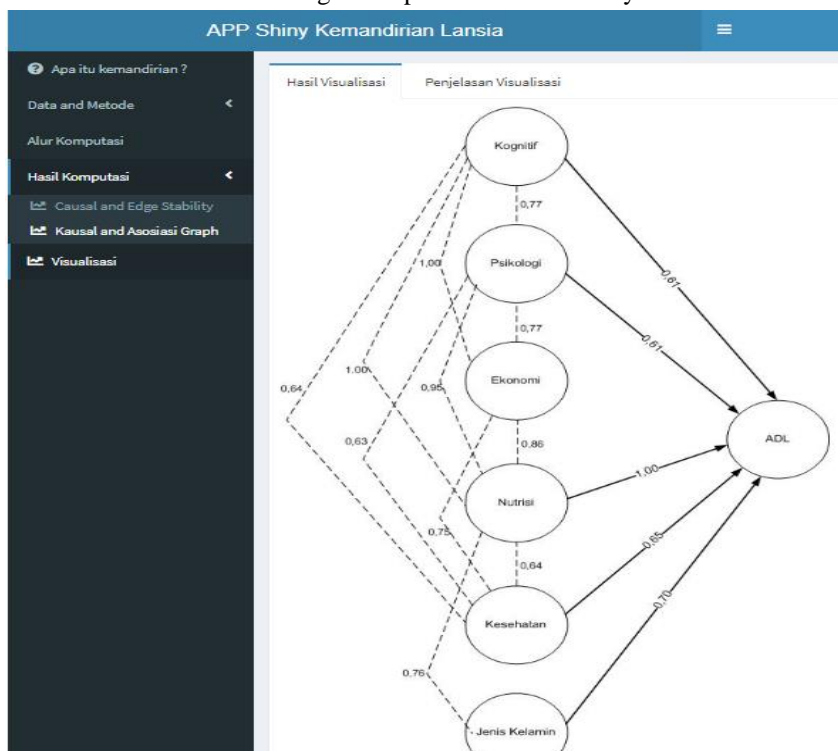 APP Shiny Kemandirian Lansia
Apa itu kemandirian ?
Data and Metode
Alur Komputasi
Hasil Komputasi
Causal and Edge Stability
Kausal and Asosiasi Graph
Visualisasi
Hasil Visualisasi
Penjelasan Visualisasi
Kognitif
0,77
1,00
Psikologi
0,61
0,77
0,61
1.00
Ekonomi
0,64
0,95
ADL
0,63
0,86
1,00
Nutrisi
0,75
0,65
0,64
0,70
Kesehatan
0,76
Jenis Kelamin